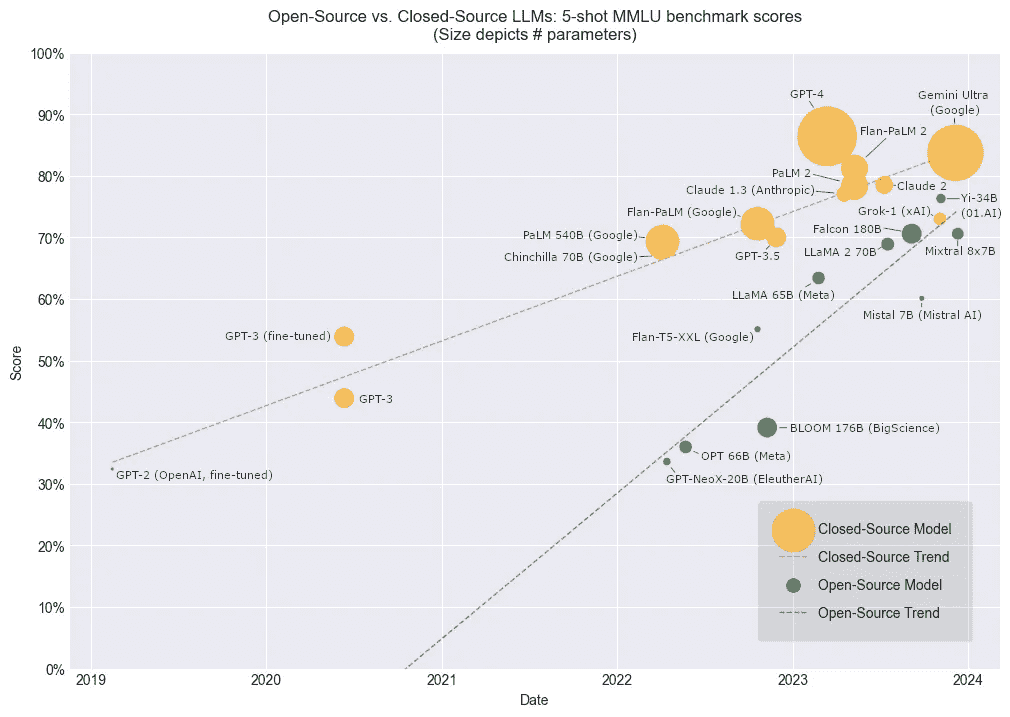 Open-Source vs. Closed-Source LLMs: 5-shot MMLU benchmark scores
(Size depicts # parameters)
100%
90%
80%
70%
60%
50%
40%
30%
20%
10%
0%
Score
GPT-4
Gemini Ultra
(Google)
Flan-PaLM 2
PaLM 2
Claude 1.3 (Anthropic)
Claude 2
Yi-34B
(01.AI)
Flan-PaLM (Google)
Grok-1 (xAI)
PaLM 540B (Google)
Falcon 180B
Chinchilla 70B (Google)
GPT-3.5
LLaMA 2 70B
Mixtral 8x7B
LLaMA 65B (Meta)
Mistal 7B (Mistral AI)
GPT-3 (fine-tuned)
Flan-T5-XXL (Google)
GPT-3
BLOOM 176B (BigScience)
OPT 66B (Meta)
GPT-2 (OpenAI, fine-tuned)
GPT-NeoX-20B (EleutherAI)
Closed-Source Model
Closed-Source Trend
Open-Source Model
Open-Source Trend
2019
2020
2021
2022
2023
2024
Date